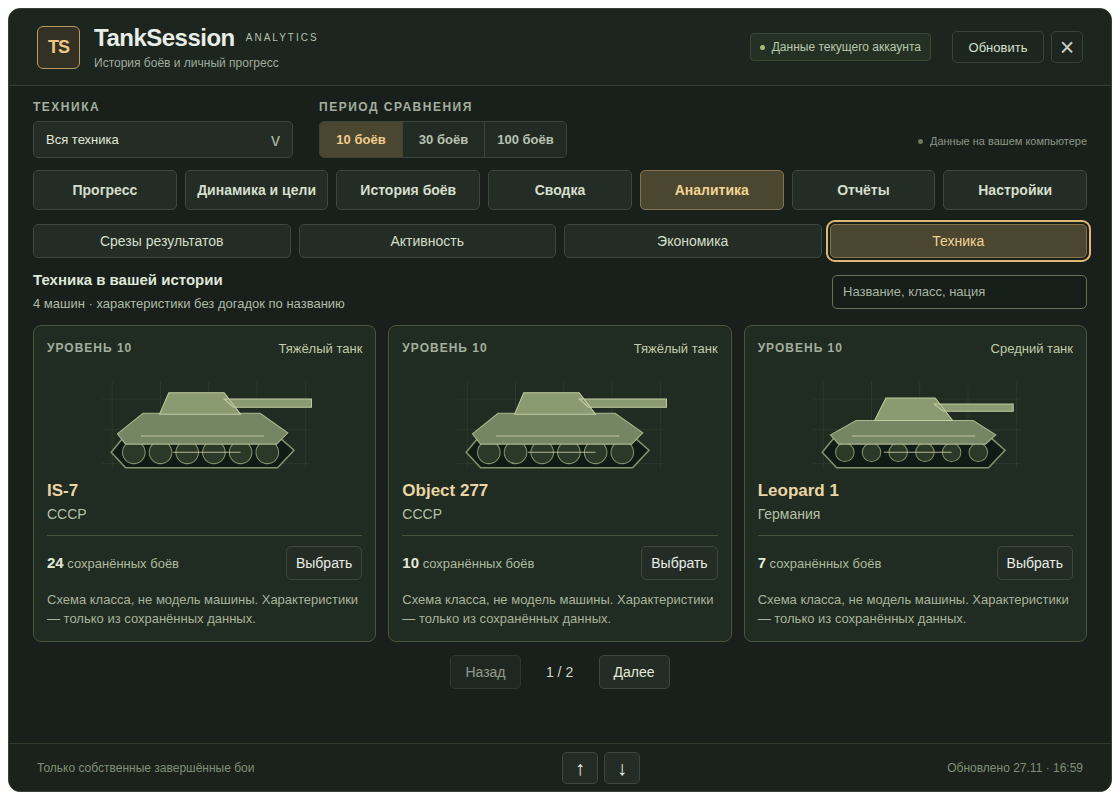 TS
TankSession ANALYTICS
История боёв и личный прогресс
Данные текущего аккаунта
Обновить
×
ТЕХНИКА
ПЕРИОД СРАВНЕНИЯ
Вся техника
10 боёв
30 боёв
100 боёв
Данные на вашем компьютере
Прогресс
Динамика и цели
История боёв
Сводка
Аналитика
Отчёты
Настройки
Срезы результатов
Активность
Экономика
Техника
Техника в вашей истории
4 машин · характеристики без догадок по названию
Название, класс, нация
УРОВЕНЬ 10
Тяжёлый танк
IS-7
СССР
24 сохранённых боёв
Выбрать
Схема класса, не модель машины. Характеристики
— только из сохранённых данных.
УРОВЕНЬ 10
Тяжёлый танк
Object 277
СССР
10 сохранённых боёв
Выбрать
Схема класса, не модель машины. Характеристики
— только из сохранённых данных.
УРОВЕНЬ 10
Средний танк
Leopard 1
Германия
7 сохранённых боёв
Выбрать
Схема класса, не модель машины. Характеристики
— только из сохранённых данных.
Назад
1 / 2
Далее
Только собственные завершённые бои
↑
↓
Обновлено 27.11 · 16:59